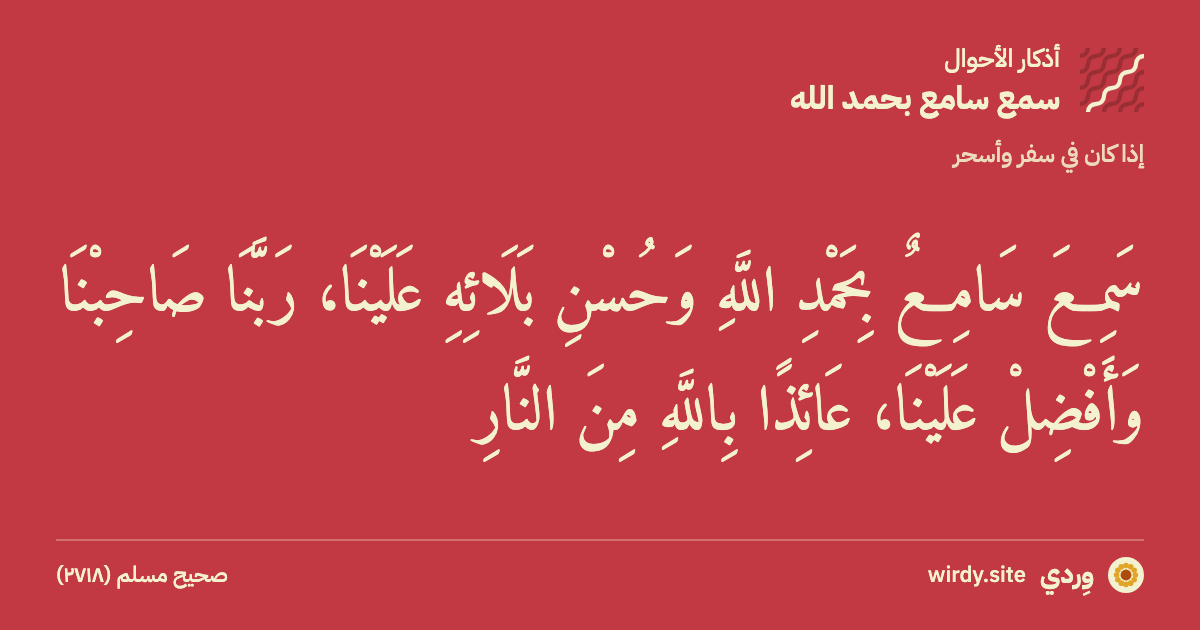 أذكار الأحوال
سمع سامع بحمد الله
إذا كان في سفر وأسحر
سَمِعَ سَامِعٌ بِحَمْدِ اللَّهِ وَحُسْنِ بَلَائِهِ عَلَيْنَا، رَبَّنَا صَاحِبْنَا
وَأَفْضِلْ عَلَيْنَا، عَائِذًا بِاللَّهِ مِنَ النَّارِ
وِردي wirdy.site
صحيح مسلم (٢٧١٨)